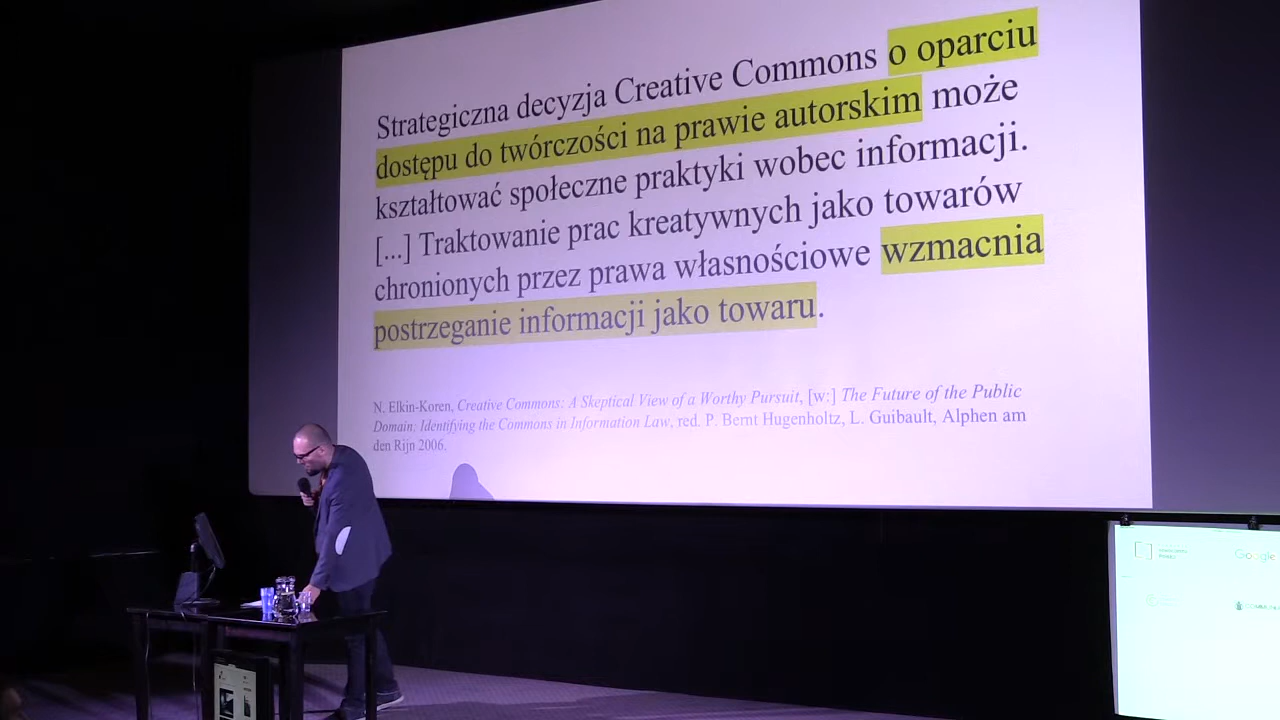 Strategiczna decyzja Creative Commons o oparciu
dostępu do twórczości na prawie autorskim może
kształtować społeczne praktyki wobec informacji.
[...] Traktowanie prac kreatywnych jako towarów
chronionych przez prawa własnościowe wzmacnia
postrzeganie informacji jako towaru.
N. Elkin-Koren, Creative Commons: A Skeptical View of a Worthy Pursuit, [w:] The Future of the Public
Domain: Identifying the Commons in Information Law, red. P. Bernt Hugenholtz, L. Guibault, Alphen am
den Rijn 2006.
Google